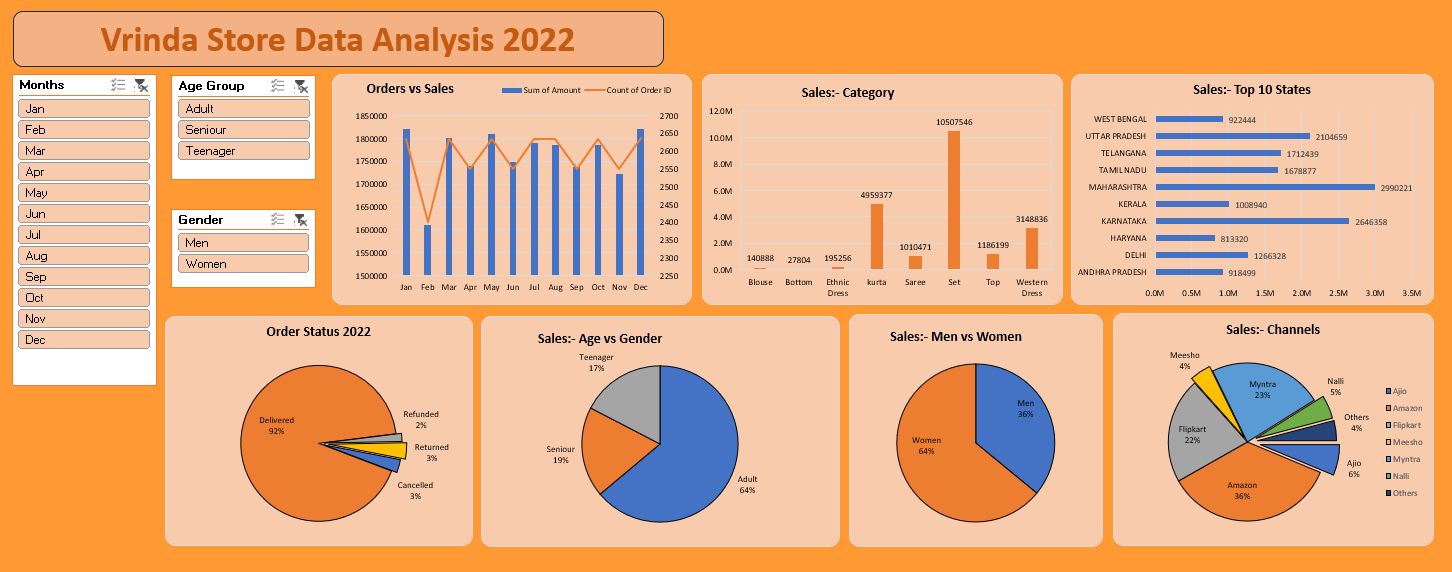 Vrinda Store Data Analysis 2022
Months
Jan
Feb
Mar
Apr
May
Jun
Jul
Aug
Sep
Oct
Nov
Dec
Age Group
Adult
Seniour
Teenager
Gender
Men
Women
Orders vs Sales
Sum of Amount
Count of Order ID
1850000
1800000
1750000
1700000
1650000
1600000
1550000
1500000
2700
2650
2600
2550
2500
2450
2400
2350
2300
2250
Jan Feb Mar Apr May Jun Jul Aug Sep Oct Nov Dec
Sales:- Category
12.0M
10.0M
8.0M
6.0M
4.0M
2.0M
0.0M
140888
27804
195256
4959377
1010471
10507546
1186199
3148836
Blouse
Bottom
Ethnic
Dress
kurta
Saree
Set
Top
Western
Dress
Sales:- Top 10 States
WEST BENGAL 922444
UTTAR PRADESH 2104659
TELANGANA 1712439
TAMIL NADU 1678877
MAHARASHTRA 2990221
KERALA 1008940
KARNATAKA 2646358
HARYANA 813320
DELHI 1266328
ANDHRA PRADESH 918499
0.0M 0.5M 1.0M 1.5M 2.0M 2.5M 3.0M 3.5M
Order Status 2022
Delivered
92%
Refunded
2%
Returned
3%
Cancelled
3%
Sales:- Age vs Gender
Teenager
17%
Seniour
19%
Adult
64%
Sales:- Men vs Women
Men
36%
Women
64%
Sales:- Channels
Meesho
4%
Myntra
23%
Nalli
5%
Others
4%
Flipkart
22%
Ajio
6%
Amazon
36%
Ajio
Amazon
Flipkart
Meesho
Myntra
Nalli
Others